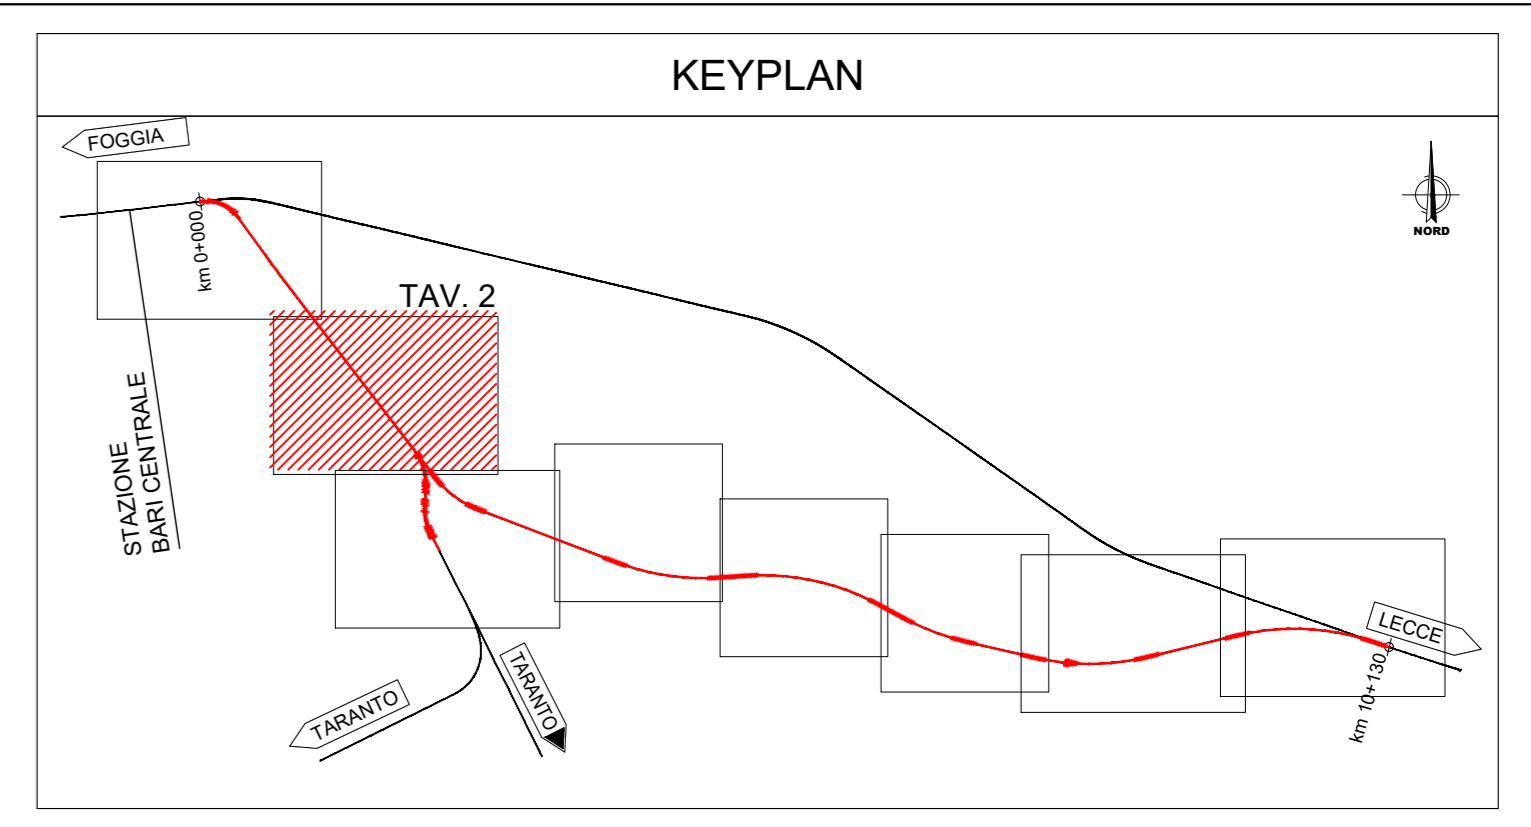 KEYPLAN
FOGGIA
NORD
km 0+000
TAV. 2
STAZIONE
BARI CENTRALE
LECCE
km 10+130
TARANTO
TARANTO